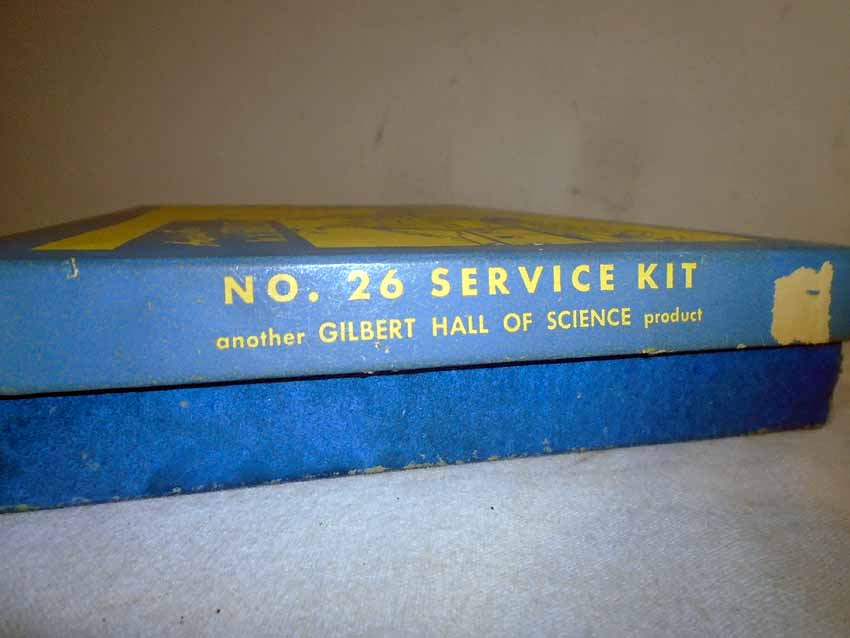 NO. 26 SERVICE KIT
another GILBERT HALL OF SCIENCE product